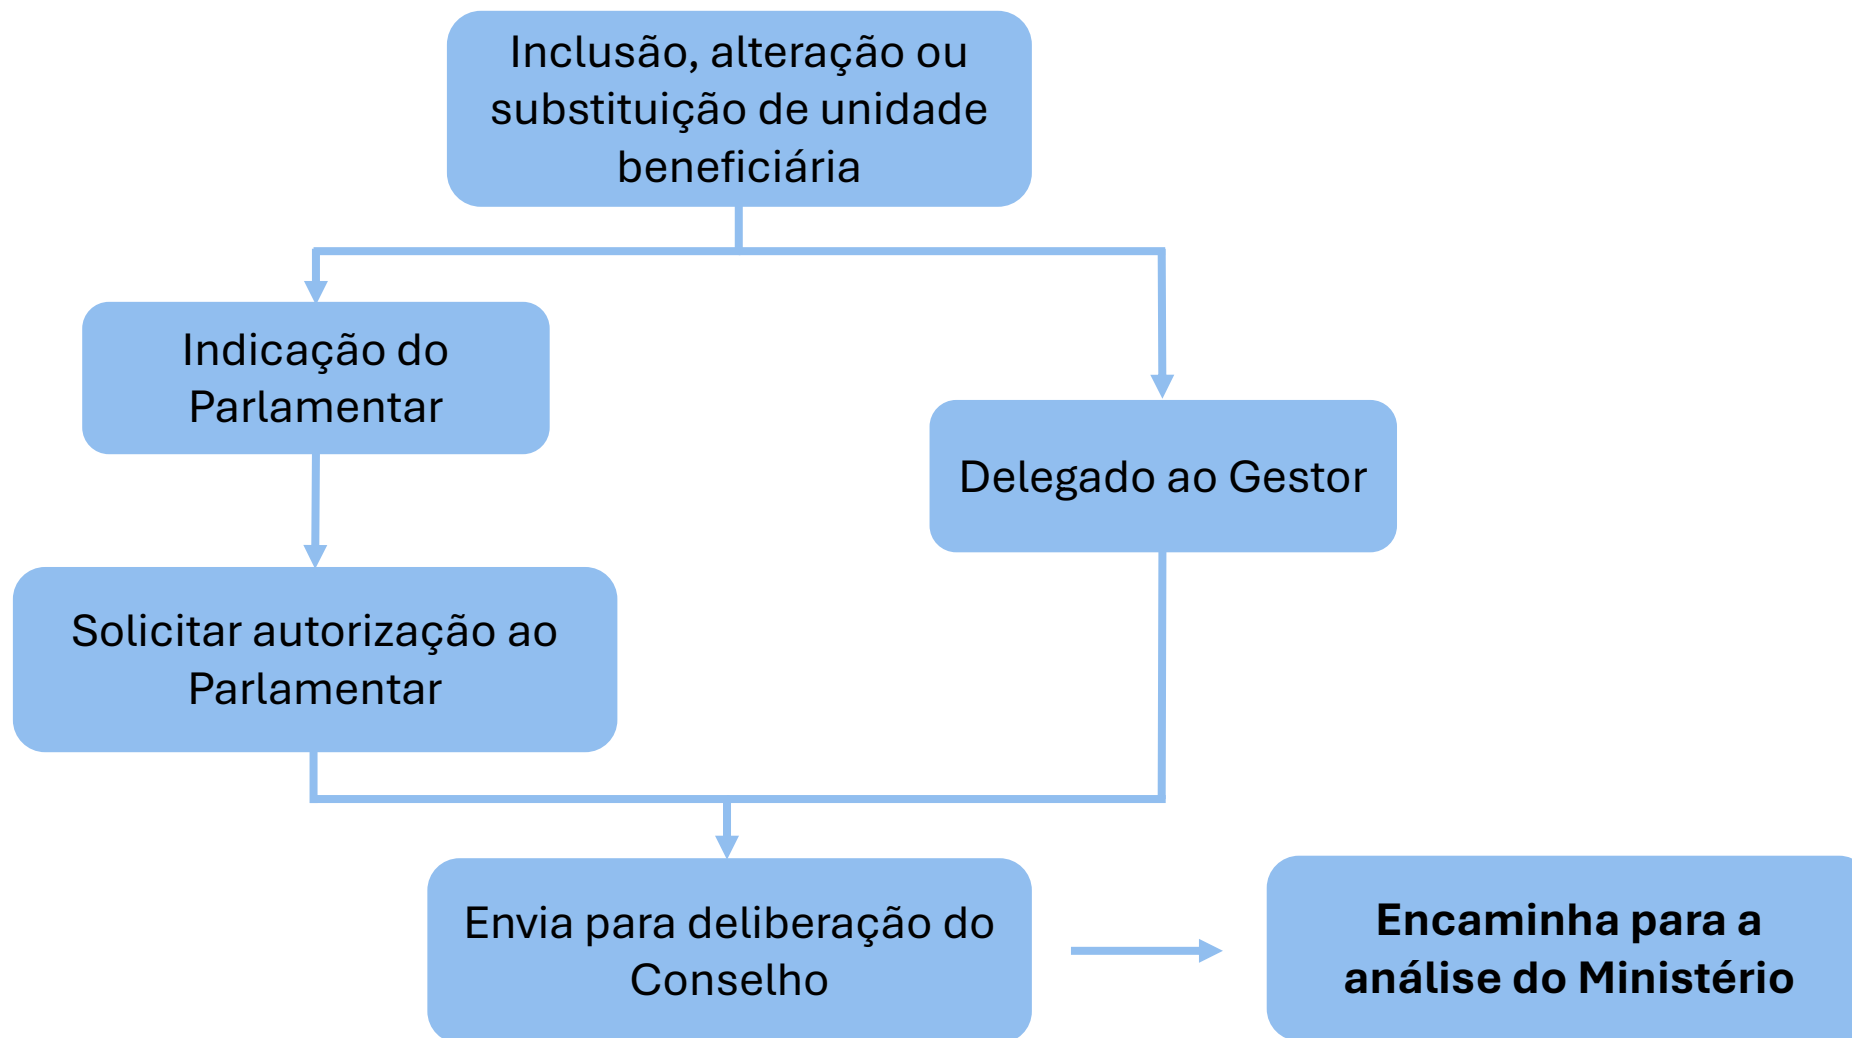 Inclusão, alteração ou
substituição de unidade
beneficiária
Indicação do
Parlamentar
Delegado ao Gestor
Solicitar autorização ao
Parlamentar
Envia para deliberação do
Conselho
Encaminha para a
análise do Ministério